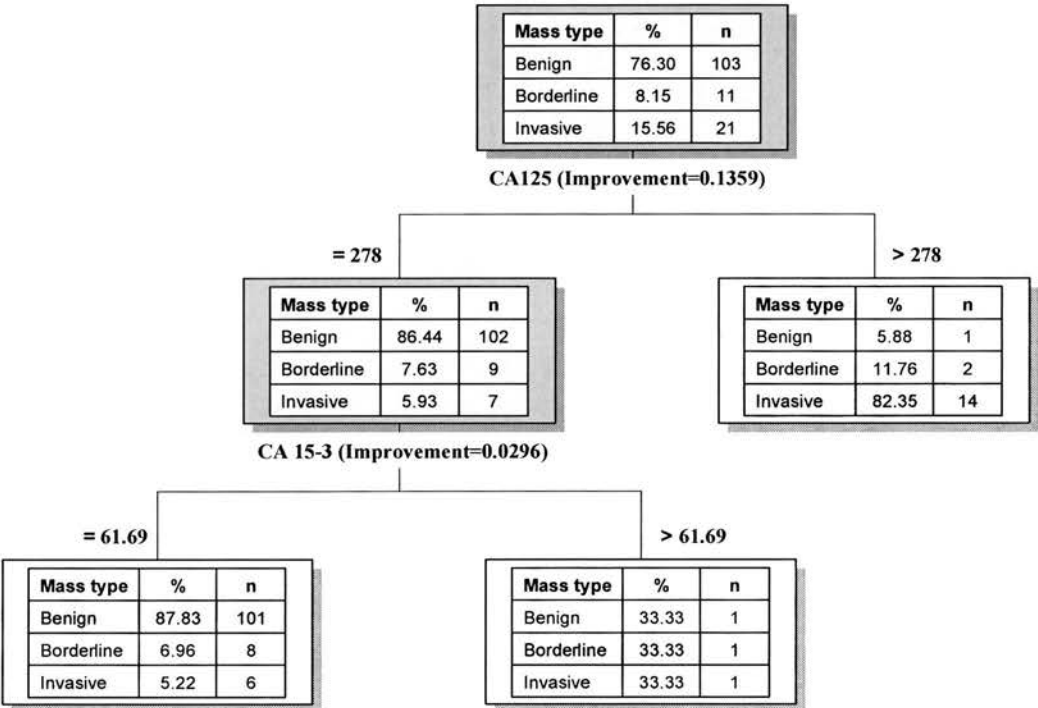 Mass type % n
Benign 76.30 103
Borderline 8.15 11
Invasive 15.56 21
CA125 (Improvement=0.1359)
= 278
> 278
Mass type % n
Benign 86.44 102
Borderline 7.63 9
Invasive 5.93 7
Mass type % n
Benign 5.88 1
Borderline 11.76 2
Invasive 82.35 14
CA 15-3 (Improvement=0.0296)
= 61.69
> 61.69
Mass type % n
Benign 87.83 101
Borderline 6.96 8
Invasive 5.22 6
Mass type % n
Benign 33.33 1
Borderline 33.33 1
Invasive 33.33 1